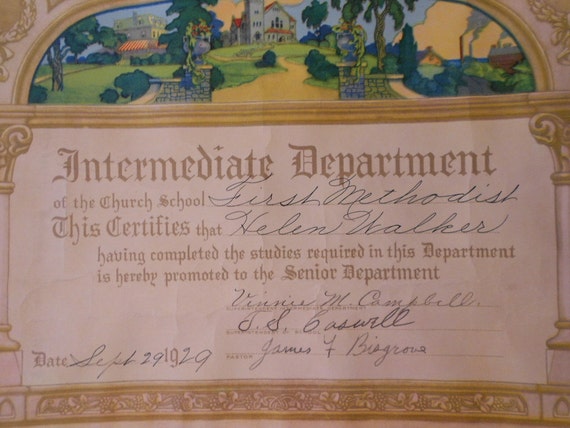 Intermediate Department
of the Church School First Methodist
This Certifies that Helen Walker
having completed the studies required in this Department
is hereby promoted to the Senior Department
Vinnie M. Campbell.
S. S. Caswell
James F Bisgrove
PASTOR
Date Sept 29 1929